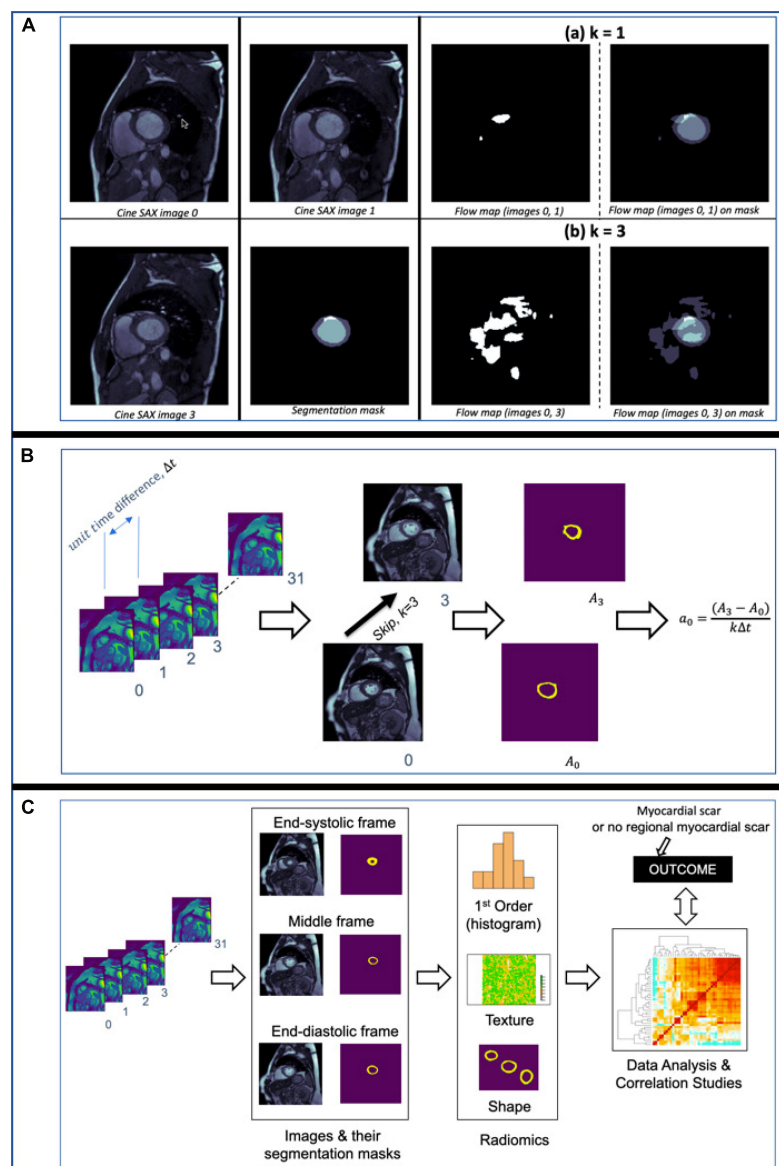 A
(a) k = 1
Cine SAX image 0
Cine SAX image 1
Flow map (images 0, 1)
Flow map (images 0, 1) on mask
(b) k = 3
Cine SAX image 3
Segmentation mask
Flow map (images 0, 3)
Flow map (images 0, 3) on mask
B
unit time difference, Δt
31
3
2
1
0
Skip, k=3
3
0
A₃
A₀
a₀ = (A₃ − A₀) / kΔt
C
31
3
2
1
0
End-systolic frame
Middle frame
End-diastolic frame
Images & their
segmentation masks
1st Order
(histogram)
Texture
Shape
Radiomics
Myocardial scar
or no regional myocardial scar
OUTCOME
Data Analysis &
Correlation Studies